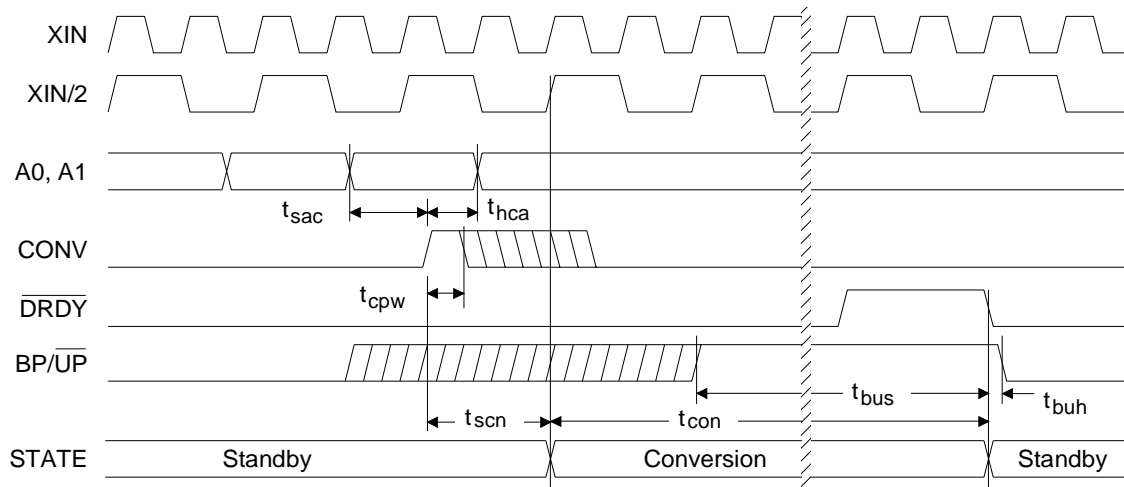 XIN
XIN/2
A0, A1
tsac thca
CONV
tcpw
DRDY
BP/UP
tbus tbuh
tscn tcon
STATE Standby Conversion Standby